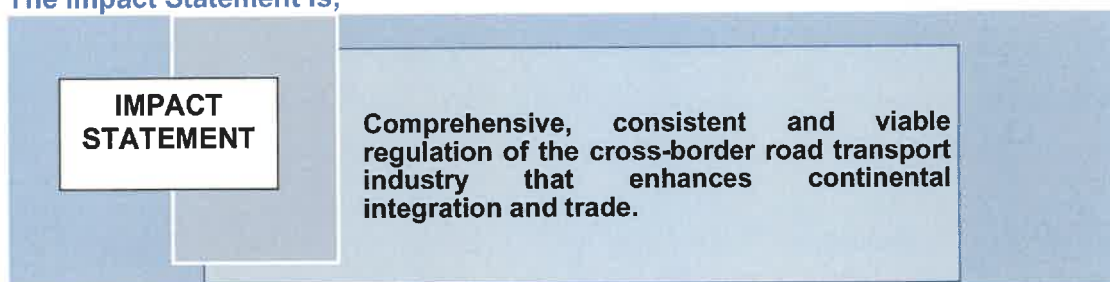 The Impact Statement is;
IMPACT
STATEMENT
Comprehensive, consistent and viable
regulation of the cross-border road transport
industry that enhances continental
integration and trade.